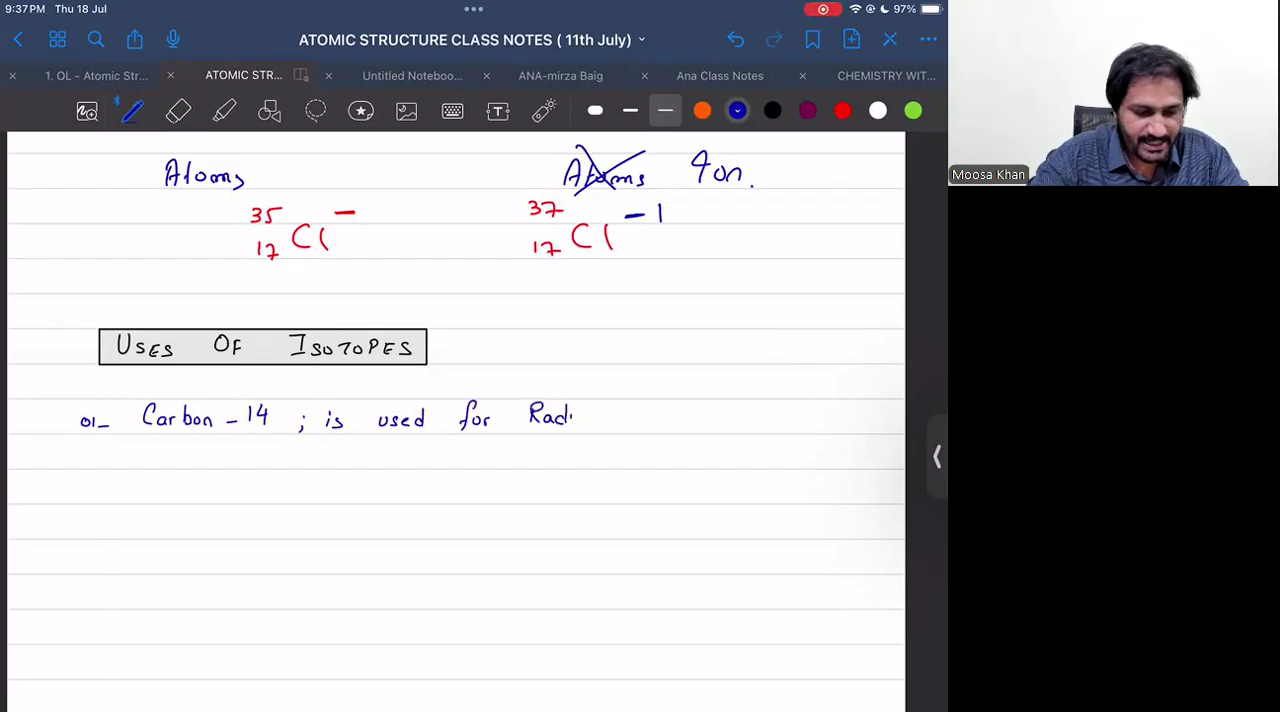 9:37PM Thu 18 Jul
97%
ATOMIC STRUCTURE CLASS NOTES ( 11th July)
1. OL - Atomic Str...
ATOMIC STR...
Untitled Noteboo...
ANA-mirza Baig
Ana Class Notes
CHEMISTRY WIT...
Moosa Khan
Atoms Atoms Ion.
35 17 Cl − 37 17 Cl −1
USES OF ISOTOPES
01_ Carbon - 14 ; is used for Radi